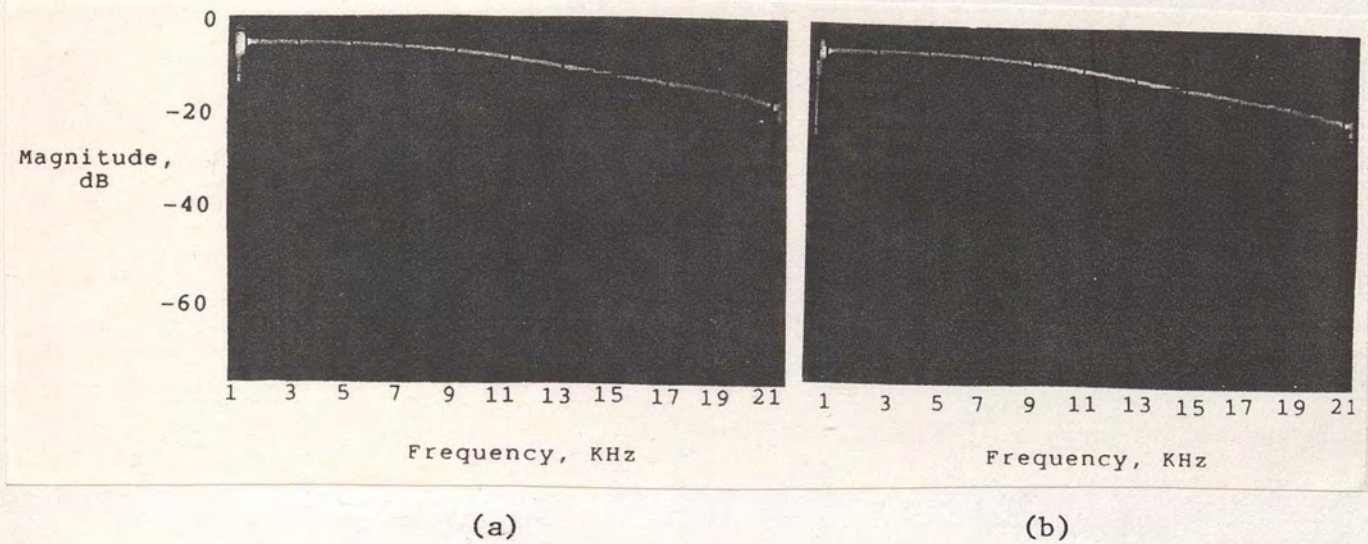 0
-20
Magnitude,
dB
-40
-60
1 3 5 7 9 11 13 15 17 19 21
1 3 5 7 9 11 13 15 17 19 21
Frequency, KHz
Frequency, KHz
(a)
(b)